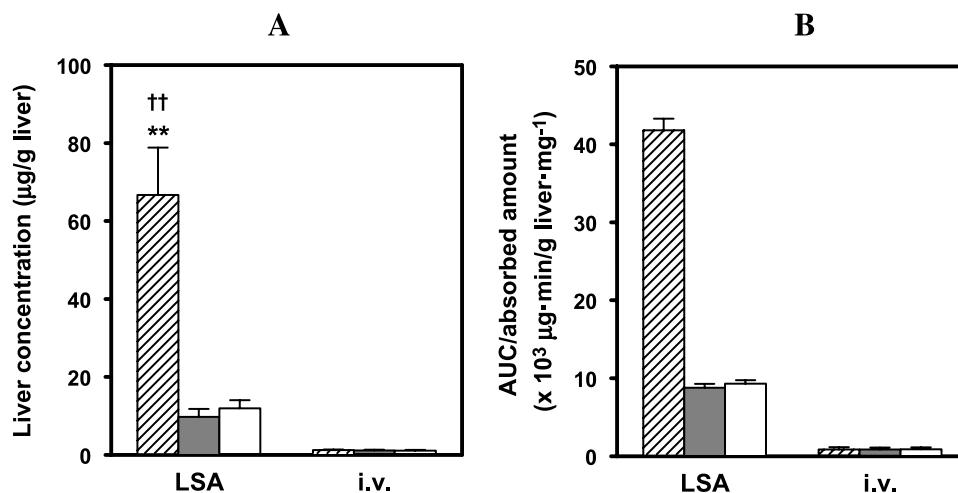 A
Liver concentration (µg/g liver)
100
80
60
40
20
0
††
**
LSA
i.v.
B
AUC/absorbed amount
(x 10³ µg·min/g liver·mg⁻¹)
50
40
30
20
10
0
LSA
i.v.